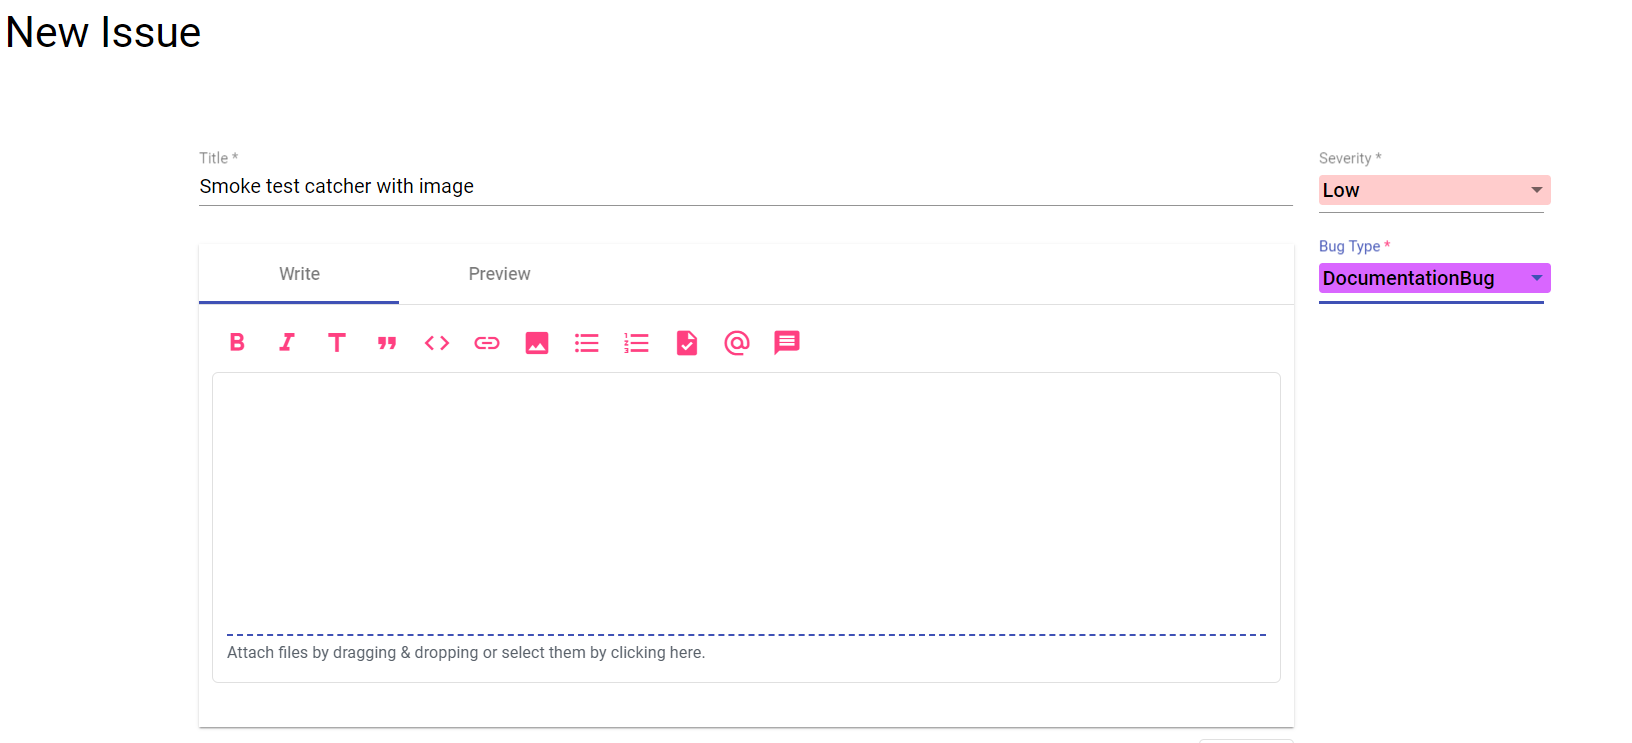 New Issue
Title *
Smoke test catcher with image
Severity *
Low
Bug Type *
DocumentationBug
Write Preview
Attach files by dragging & dropping or select them by clicking here.